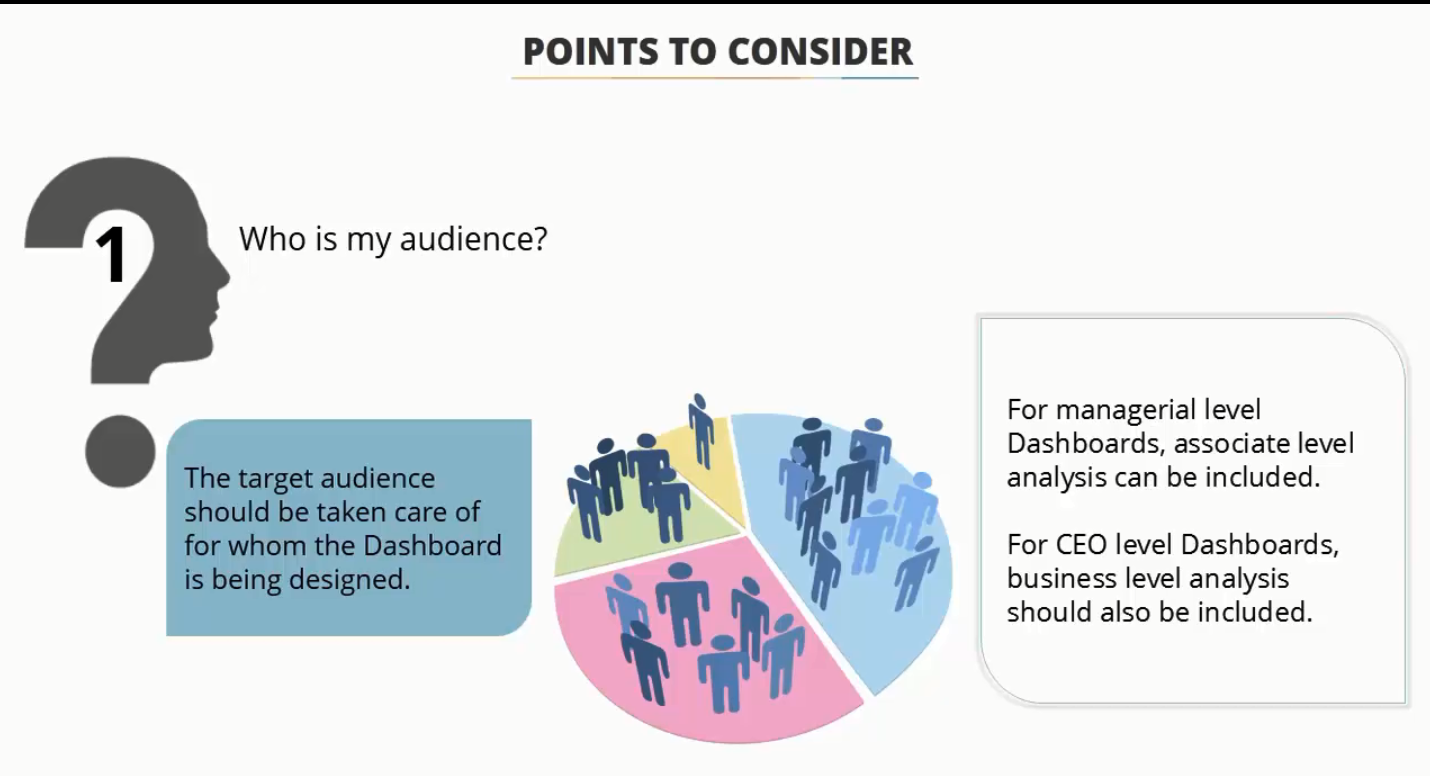 POINTS TO CONSIDER
1
Who is my audience?
The target audience
should be taken care of
for whom the Dashboard
is being designed.
For managerial level
Dashboards, associate level
analysis can be included.
For CEO level Dashboards,
business level analysis
should also be included.